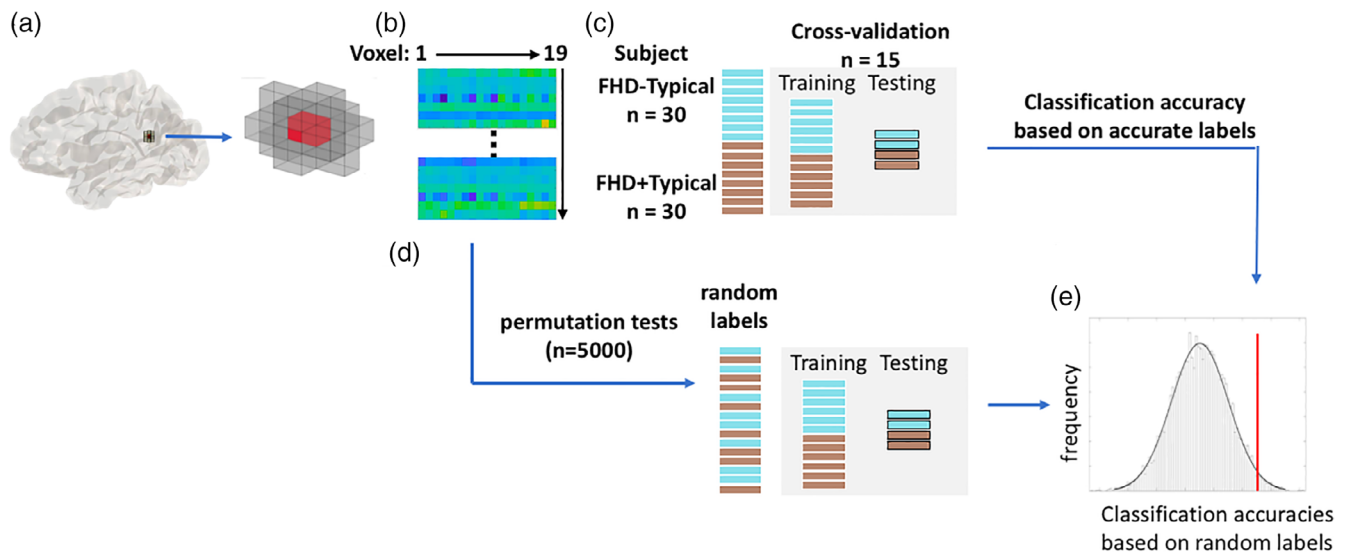 (a)
(b)
Voxel: 1 19
(c)
Subject
FHD-Typical
n = 30
FHD+Typical
n = 30
Cross-validation
n = 15
Training Testing
Classification accuracy
based on accurate labels
(d)
permutation tests
(n=5000)
random
labels
Training Testing
(e)
frequency
Classification accuracies
based on random labels